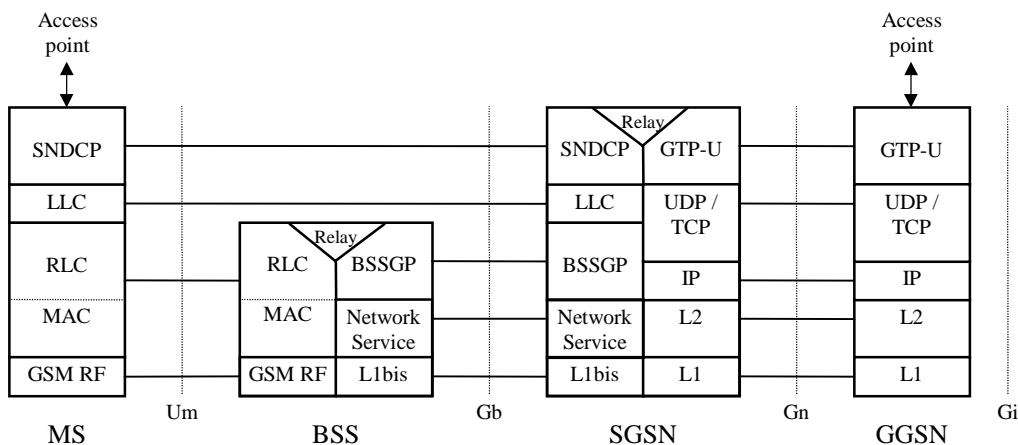 Access
point
Access
point
Relay
SNDCP
SNDCP
GTP-U
GTP-U
LLC
LLC
UDP /
TCP
UDP /
TCP
Relay
RLC
RLC
BSSGP
BSSGP
IP
IP
MAC
MAC
Network
Service
Network
Service
L2
L2
GSM RF
GSM RF
L1bis
L1bis
L1
L1
Um
Gb
Gn
Gi
MS
BSS
SGSN
GGSN